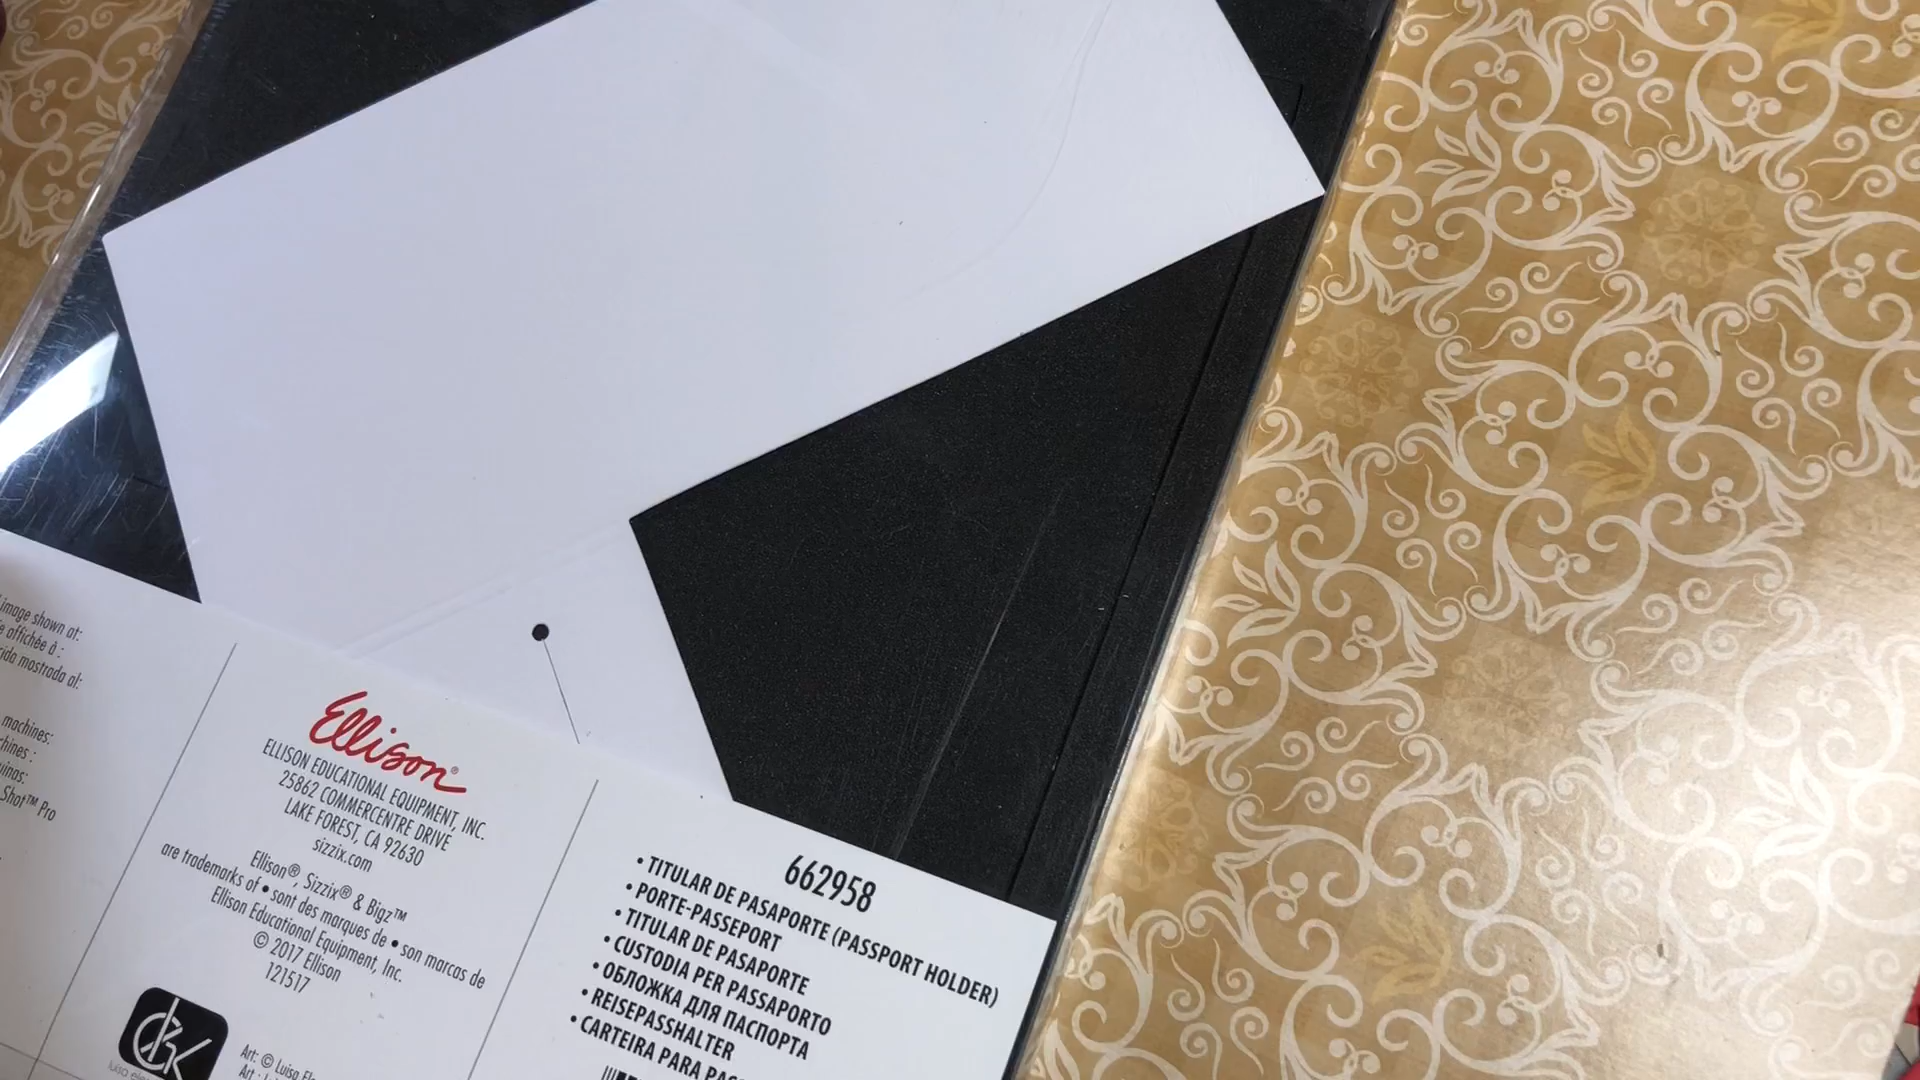 image shown at:
affichée à :
mostrada al:
machines:
Shot™ Pro
Ellison®
ELLISON EDUCATIONAL EQUIPMENT, INC.
25862 COMMERCENTRE DRIVE
LAKE FOREST, CA 92630
sizzix.com
Ellison®, Sizzix® & Bigz™
are trademarks of • sont des marques de • son marcas de
Ellison Educational Equipment, Inc.
© 2017 Ellison
121517
Art: © Luisa
Art :
662958
• TITULAR DE PASAPORTE (PASSPORT HOLDER)
• PORTE-PASSEPORT
• TITULAR DE PASAPORTE
• CUSTODIA PER PASSAPORTO
• ОБЛОЖКА ДЛЯ ПАСПОРТА
• REISEPASSHALTER
• CARTEIRA PARA